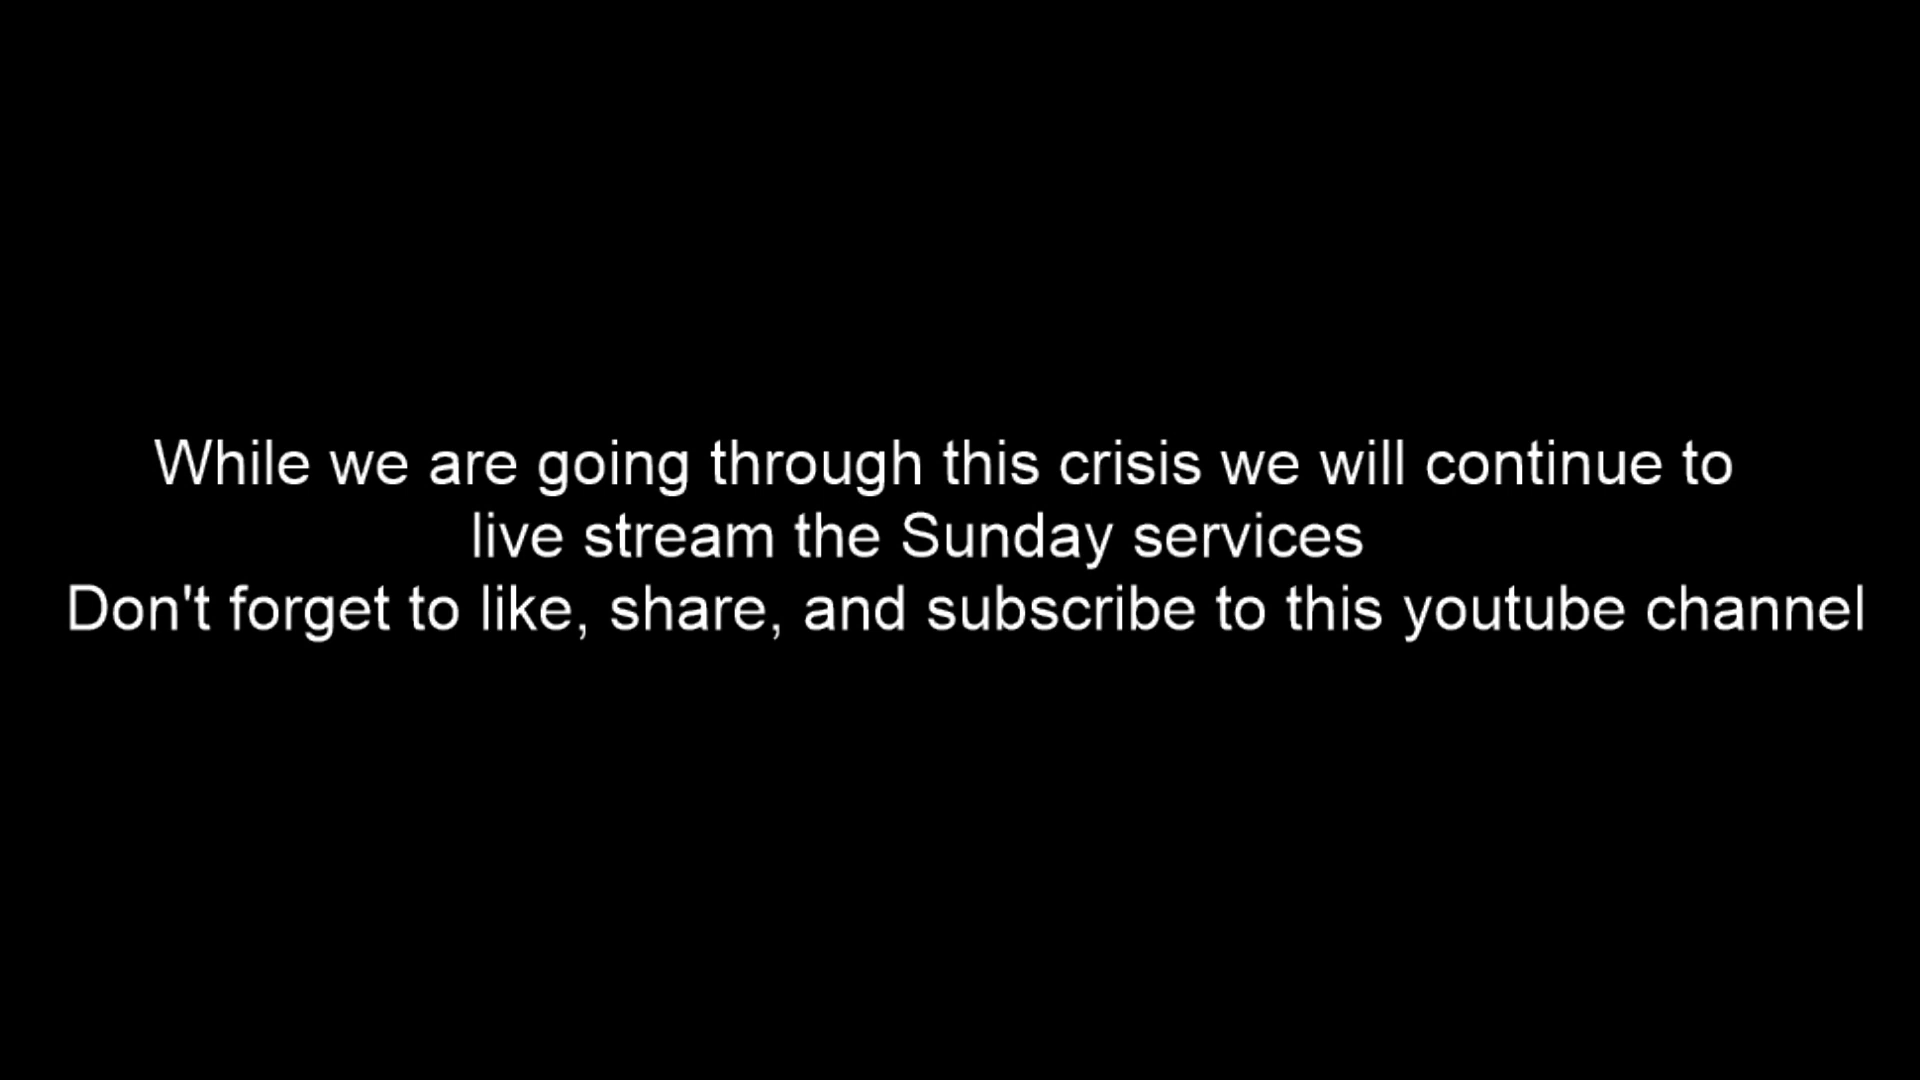 While we are going through this crisis we will continue to
live stream the Sunday services
Don't forget to like, share, and subscribe to this youtube channel